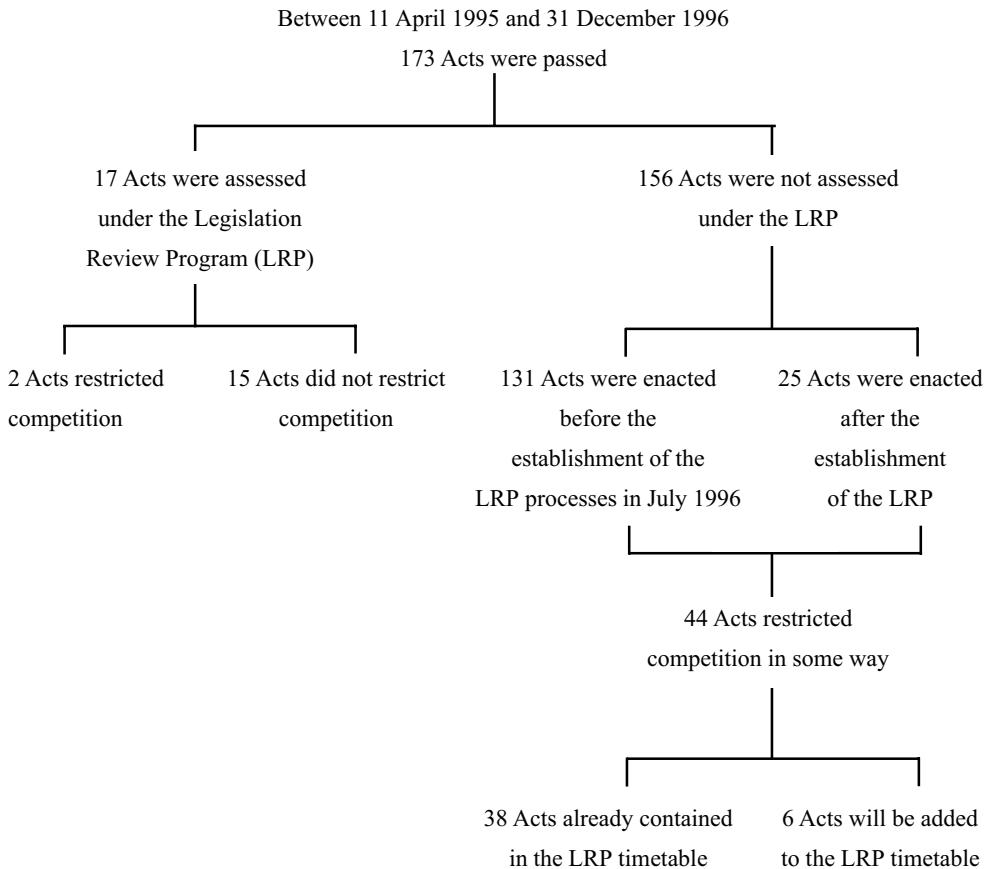 Between 11 April 1995 and 31 December 1996
173 Acts were passed
17 Acts were assessed
under the Legislation
Review Program (LRP)
156 Acts were not assessed
under the LRP
2 Acts restricted
competition
15 Acts did not restrict
competition
131 Acts were enacted
before the
establishment of the
LRP processes in July 1996
25 Acts were enacted
after the
establishment
of the LRP
44 Acts restricted
competition in some way
38 Acts already contained
in the LRP timetable
6 Acts will be added
to the LRP timetable